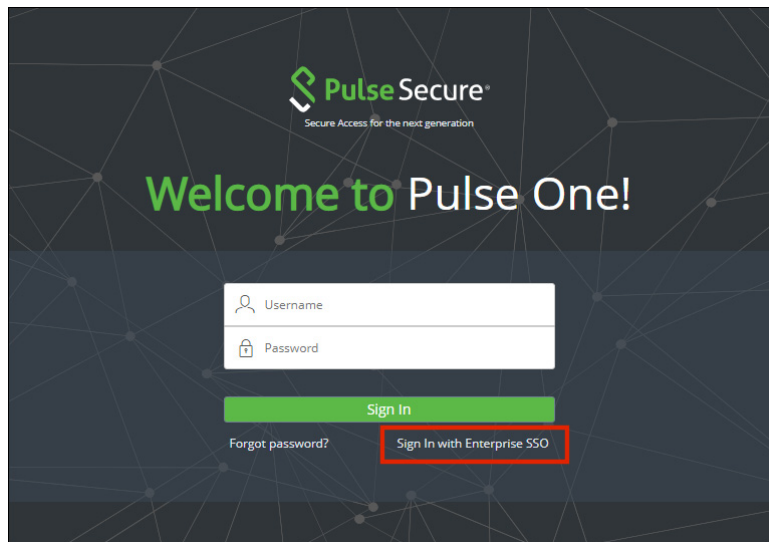 Pulse Secure®
Secure Access for the next generation
Welcome to Pulse One!
Username
Password
Sign In
Forgot password? Sign In with Enterprise SSO